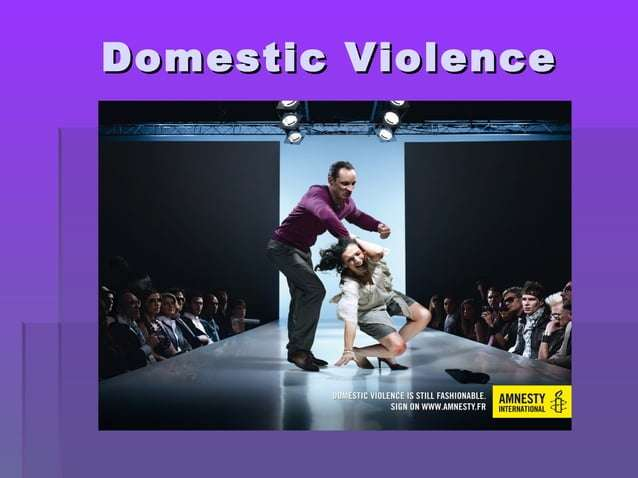 Domestic Violence
DOMESTIC VIOLENCE IS STILL FASHIONABLE.
SIGN ON WWW.AMNESTY.FR
AMNESTY
INTERNATIONAL